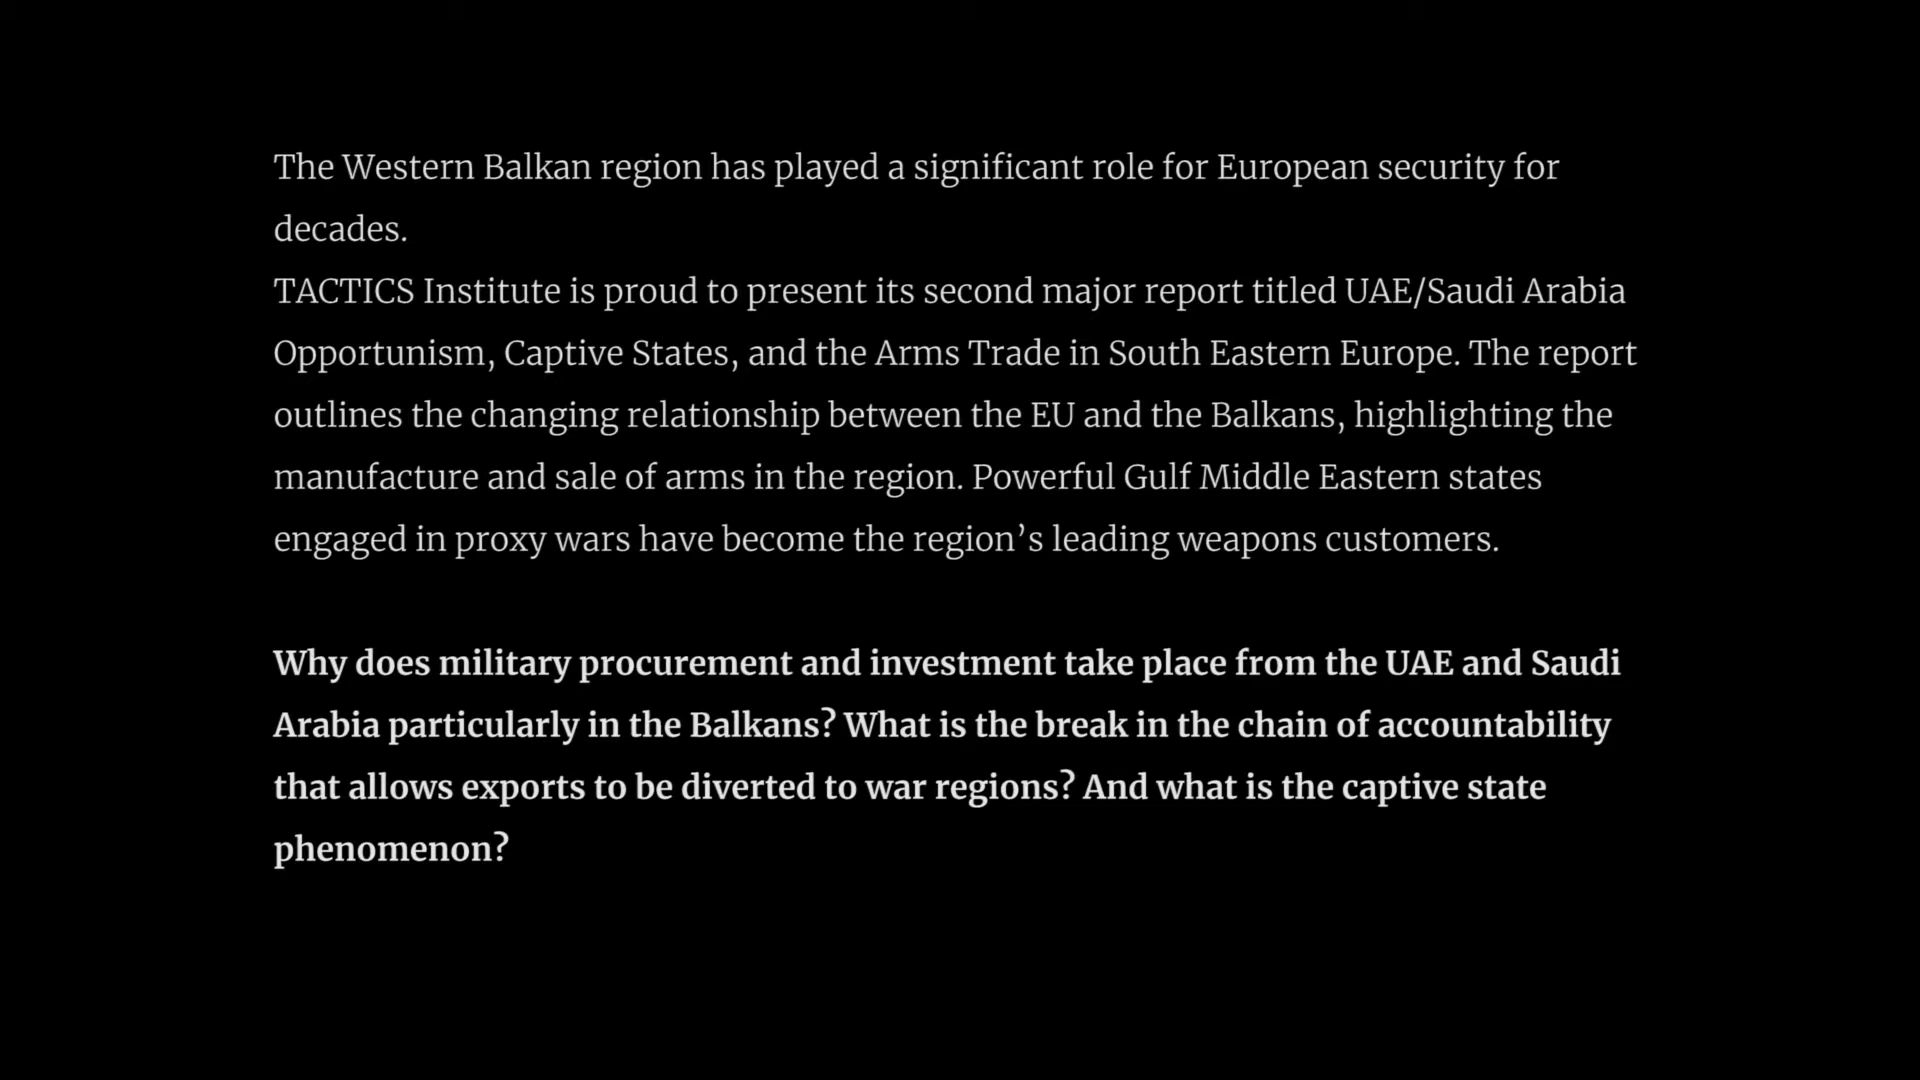 The Western Balkan region has played a significant role for European security for
decades.
TACTICS Institute is proud to present its second major report titled UAE/Saudi Arabia
Opportunism, Captive States, and the Arms Trade in South Eastern Europe. The report
outlines the changing relationship between the EU and the Balkans, highlighting the
manufacture and sale of arms in the region. Powerful Gulf Middle Eastern states
engaged in proxy wars have become the region’s leading weapons customers.
Why does military procurement and investment take place from the UAE and Saudi
Arabia particularly in the Balkans? What is the break in the chain of accountability
that allows exports to be diverted to war regions? And what is the captive state
phenomenon?